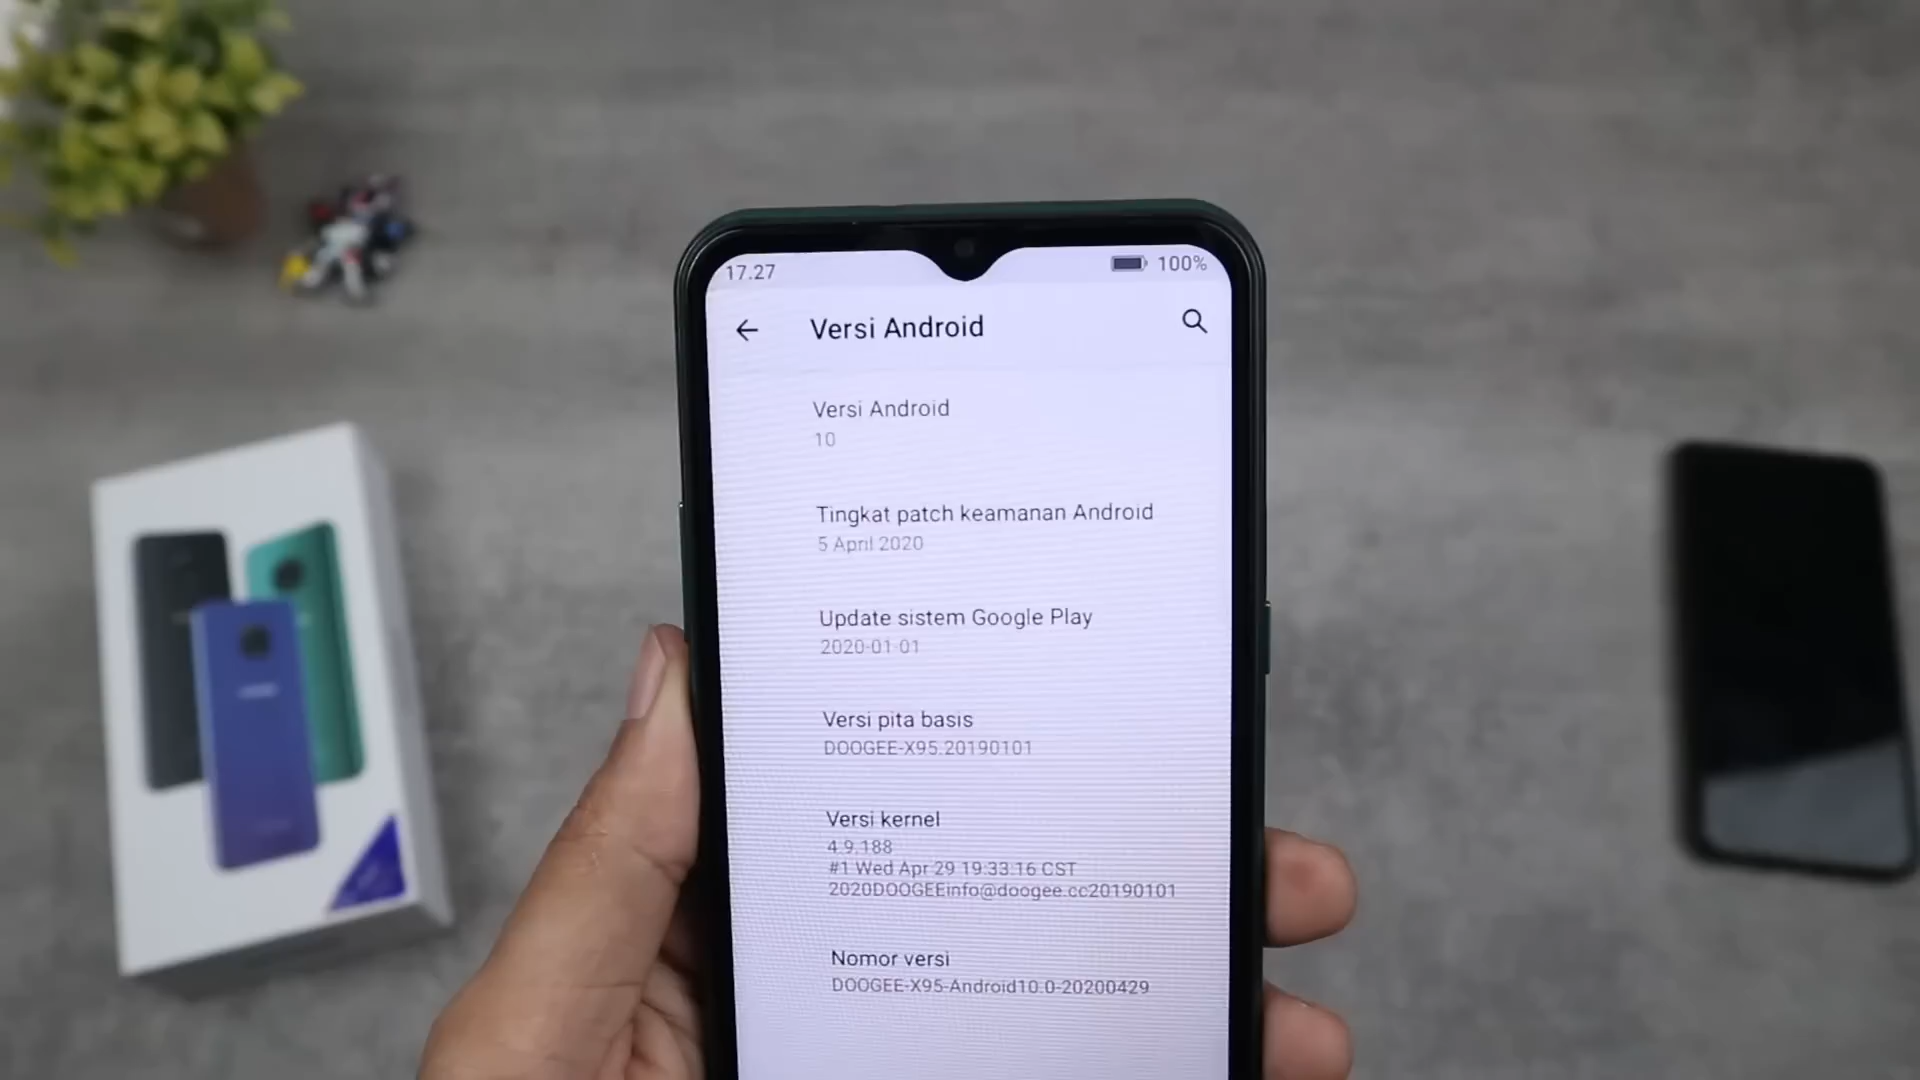 17.27
100%
Versi Android
Versi Android
10
Tingkat patch keamanan Android
5 April 2020
Update sistem Google Play
2020-01-01
Versi pita basis
DOOGEE-X95.20190101
Versi kernel
4.9.188
#1 Wed Apr 29 19:33:16 CST
2020DOOGEEinfo@doogee.cc20190101
Nomor versi
DOOGEE-X95-Android10.0-20200429